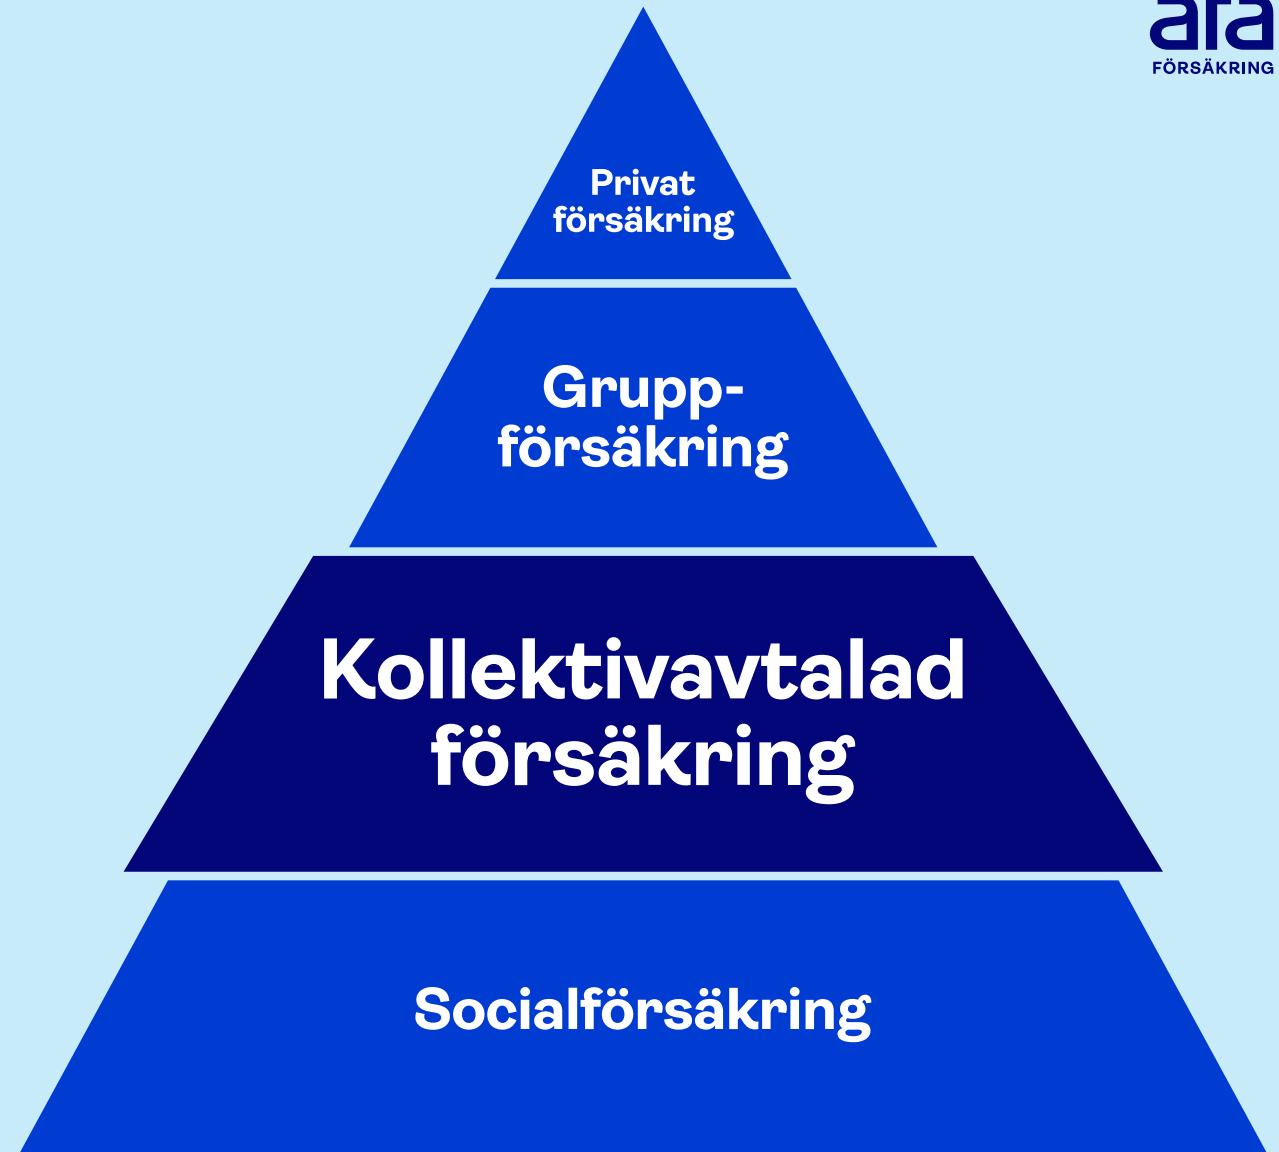 afa
FÖRSÄKRING
Privat
försäkring
Grupp-
försäkring
Kollektivavtalad
försäkring
Socialförsäkring